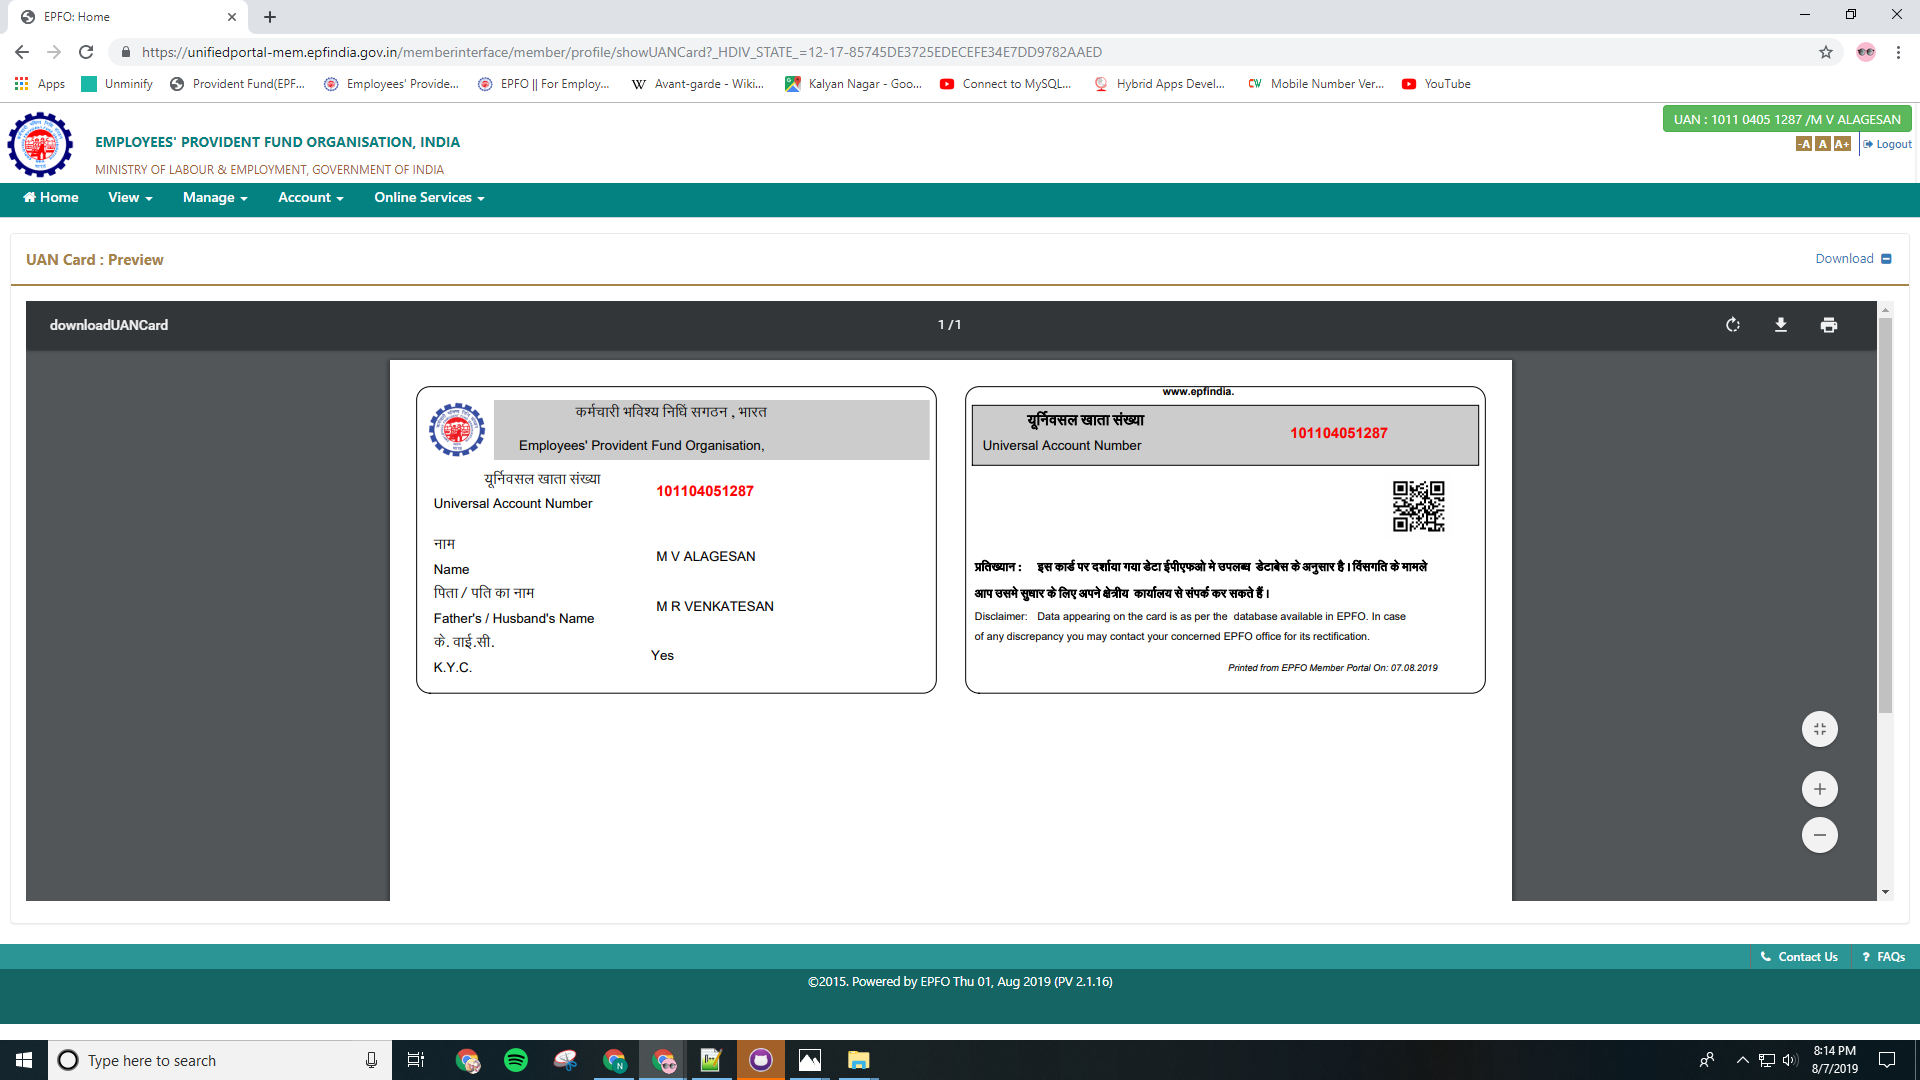 EPFO: Home
https://unifiedportal-mem.epfindia.gov.in/memberinterface/member/profile/showUANCard?_HDIV_STATE_=12-17-85745DE3725EDECEFE34E7DD9782AAED
Apps Unminify Provident Fund(EPF... Employees' Provide... EPFO || For Employ... Avant-garde - Wiki... Kalyan Nagar - Goo... Connect to MySQL... Hybrid Apps Devel... Mobile Number Ver... YouTube
UAN : 1011 0405 1287 /M V ALAGESAN
EMPLOYEES' PROVIDENT FUND ORGANISATION, INDIA
-A A A+ Logout
MINISTRY OF LABOUR & EMPLOYMENT, GOVERNMENT OF INDIA
Home View Manage Account Online Services
UAN Card : Preview
Download
downloadUANCard
1 / 1
कर्मचारी भविश्य निधिं सगठन , भारत
Employees' Provident Fund Organisation,
यूर्निवसल खाता संख्या
Universal Account Number
101104051287
नाम
Name
M V ALAGESAN
पिता / पति का नाम
Father's / Husband's Name
M R VENKATESAN
के. वाई.सी.
K.Y.C.
Yes
www.epfindia.
यूर्निवसल खाता संख्या
Universal Account Number
101104051287
प्रतिख्यान : इस कार्ड पर दर्शाया गया डेटा ईपीएफओ मे उपलब्ध डेटाबेस के अनुसार है । विंसगति के मामले
आप उसमे सुधार के लिए अपने क्षेत्रीय कार्यालय से संपर्क कर सकते हैं ।
Disclaimer: Data appearing on the card is as per the database available in EPFO. In case
of any discrepancy you may contact your concerned EPFO office for its rectification.
Printed from EPFO Member Portal On: 07.08.2019
Contact Us
? FAQs
©2015. Powered by EPFO Thu 01, Aug 2019 (PV 2.1.16)
Type here to search
8:14 PM
8/7/2019